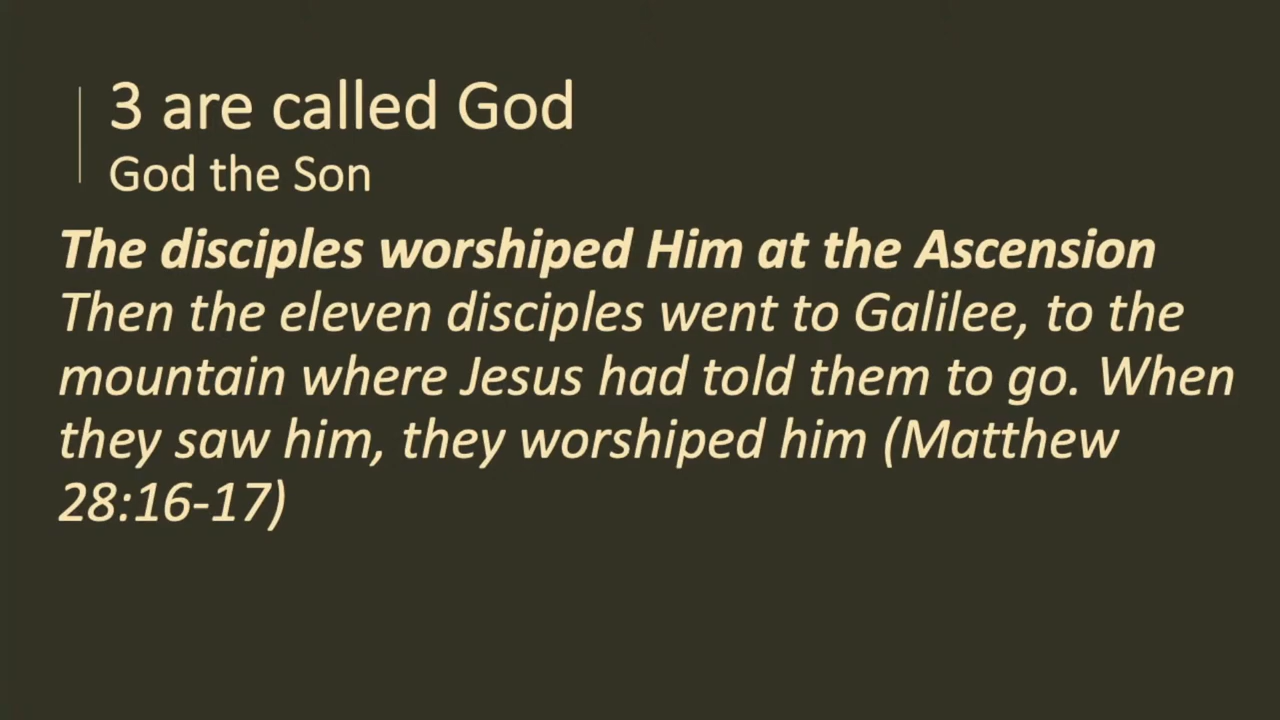 3 are called God
God the Son
The disciples worshiped Him at the Ascension
Then the eleven disciples went to Galilee, to the
mountain where Jesus had told them to go. When
they saw him, they worshiped him (Matthew
28:16-17)